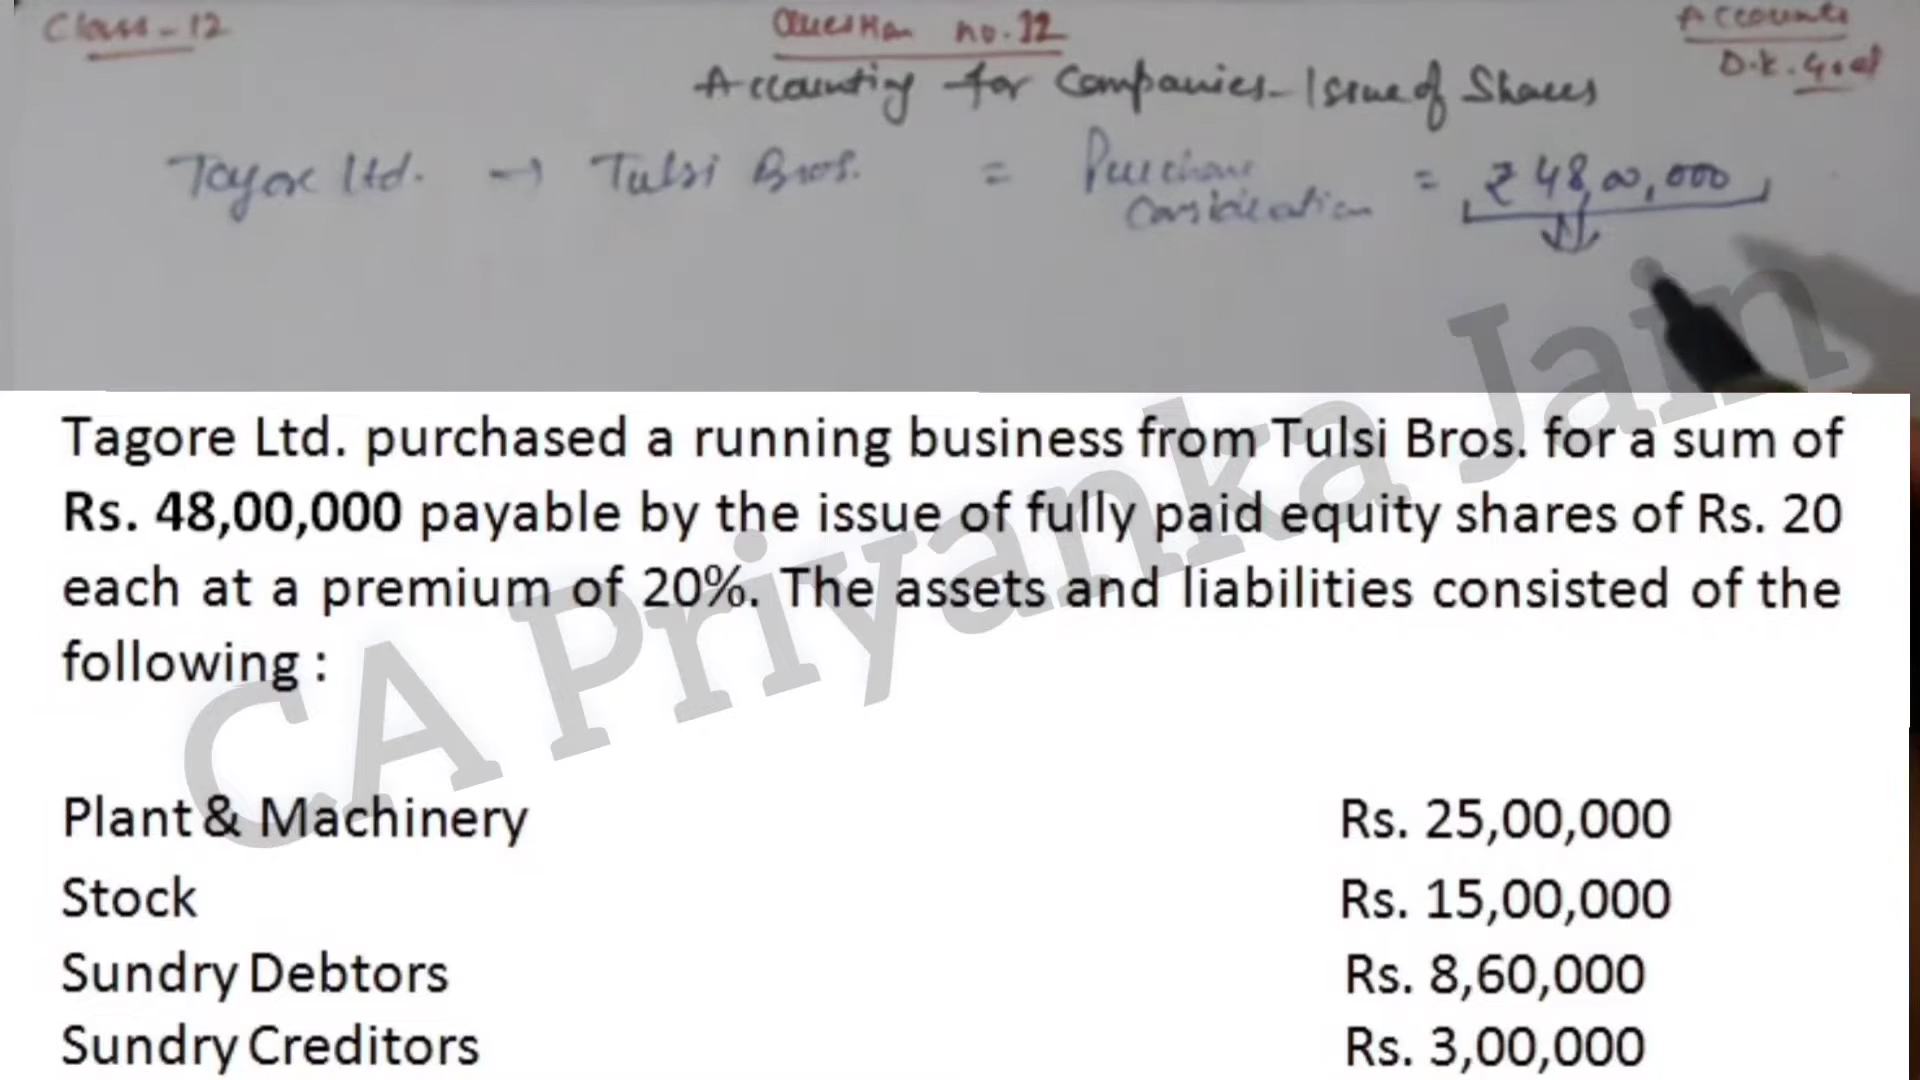 Class-12
Question no.12
Accounts
D.k. Goel
Accounting for Companies-Issue of Shares
Tagore Ltd. → Tulsi Bros. = Purchase Consideration = ₹48,00,000
Tagore Ltd. purchased a running business from Tulsi Bros. for a sum of
Rs. 48,00,000 payable by the issue of fully paid equity shares of Rs. 20
each at a premium of 20%. The assets and liabilities consisted of the
following :
Plant & Machinery Rs. 25,00,000
Stock Rs. 15,00,000
Sundry Debtors Rs. 8,60,000
Sundry Creditors Rs. 3,00,000
CA Priyanka Jain